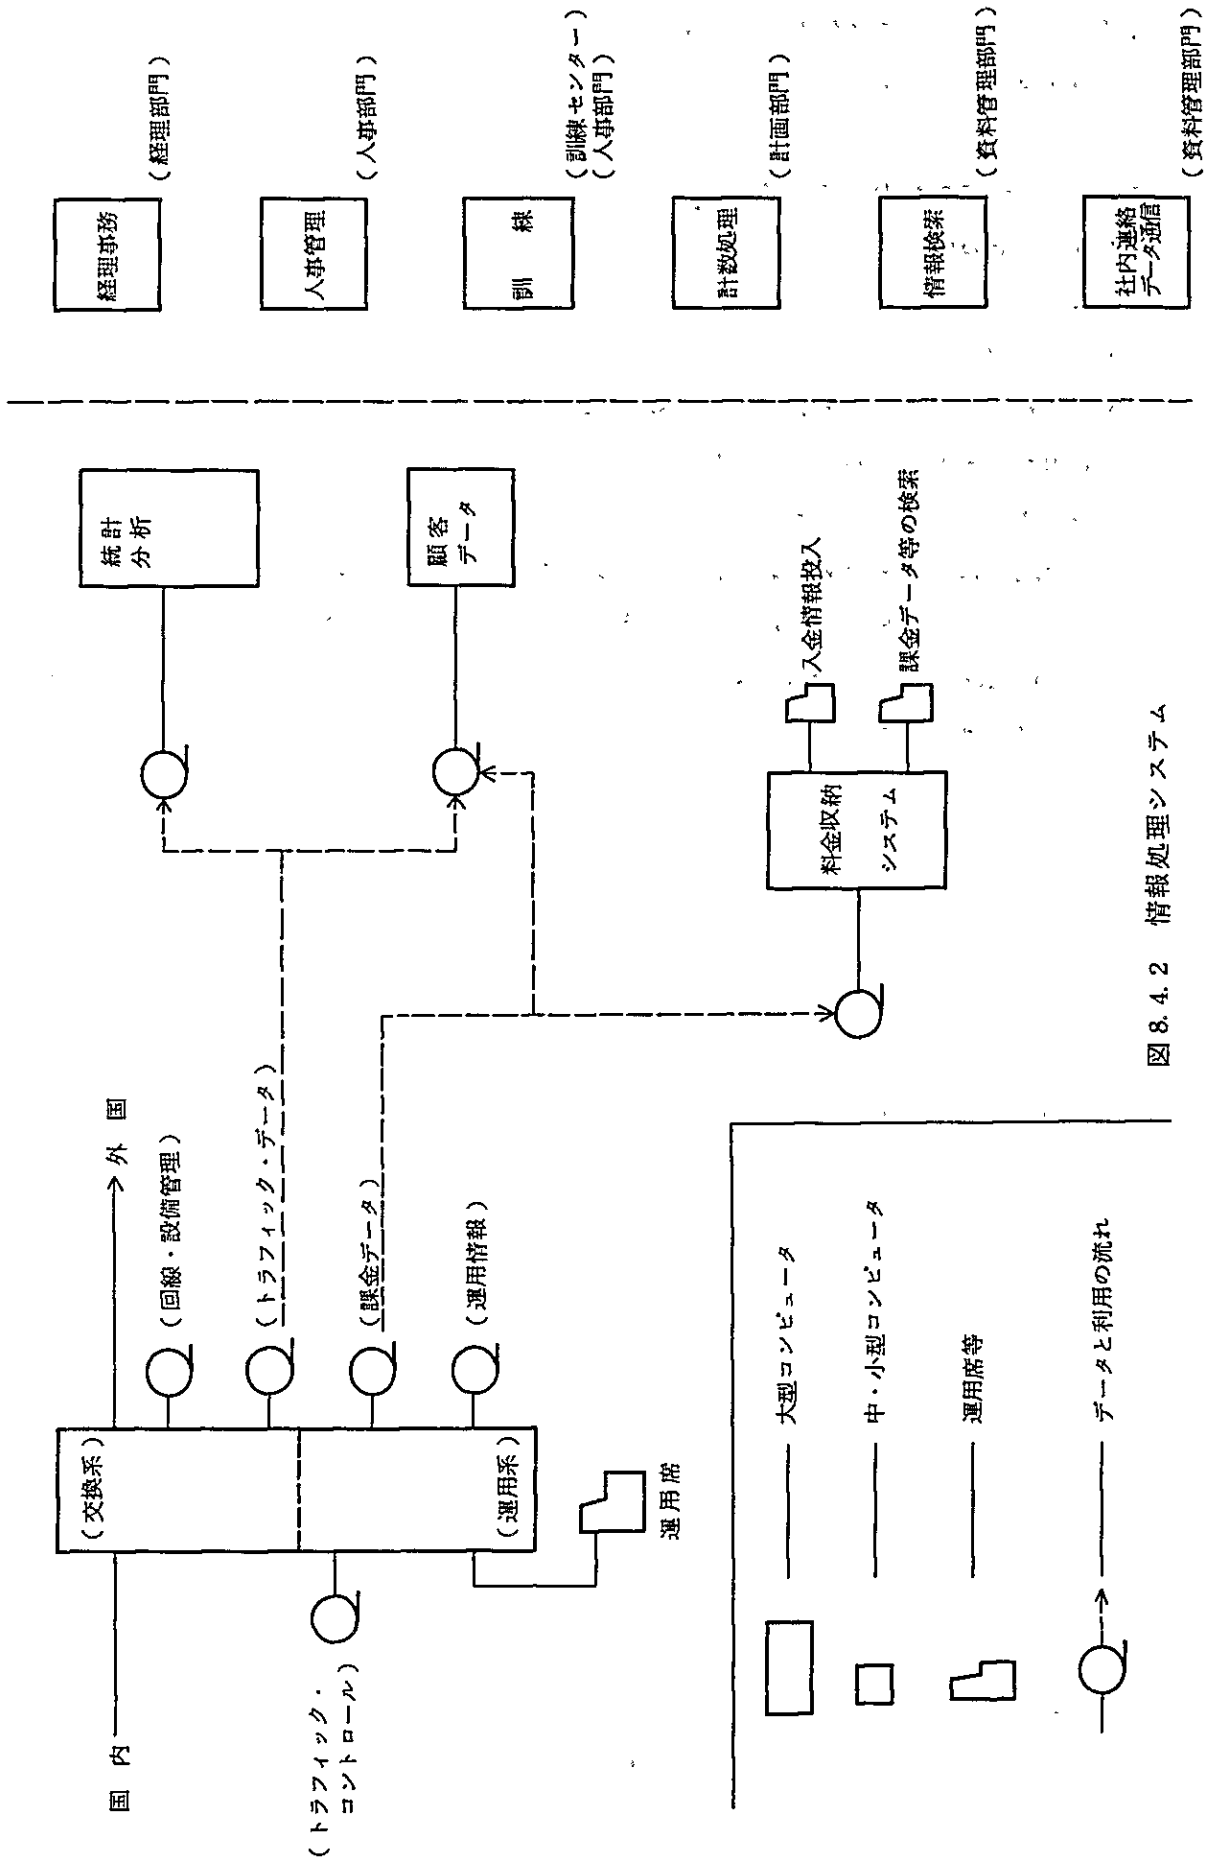 国内
外国
(交換系)
(運用系)
(トラフィック・
コントロール)
運用席
(回線・設備管理)
(トラフィック・データ)
(課金データ)
(運用情報)
統計
分析
顧客
データ
料金収納
システム
入金情報投入
課金データ等の検索
経理事務
(経理部門)
人事管理
(人事部門)
訓練
(訓練センター)
(人事部門)
計数処理
(計画部門)
情報検索
(資料管理部門)
社内連絡
データ通信
(資料管理部門)
大型コンピュータ
中・小型コンピュータ
運用席等
データと利用の流れ
図8.4.2 情報処理システム